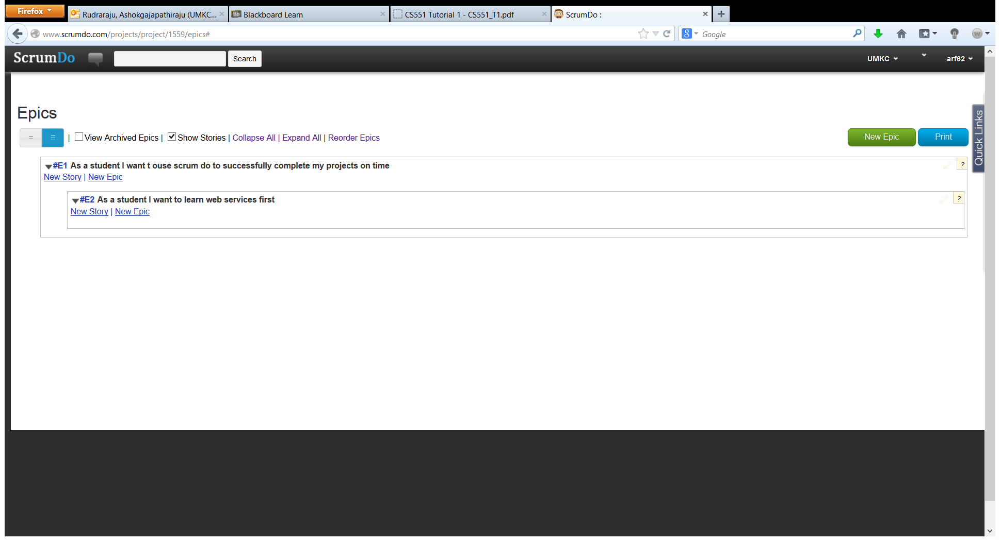 Firefox
Rudraraju, Ashokgajapathiraju (UMKC...
Blackboard Learn
CS551 Tutorial 1 - CS551_T1.pdf
ScrumDo :
www.scrumdo.com/projects/project/1559/epics#
Google
ScrumDo
Search
UMKC
arf62
Epics
| View Archived Epics | Show Stories | Collapse All | Expand All | Reorder Epics
New Epic
Print
Quick Links
#E1 As a student I want t ouse scrum do to successfully complete my projects on time
?
New Story | New Epic
#E2 As a student I want to learn web services first
?
New Story | New Epic